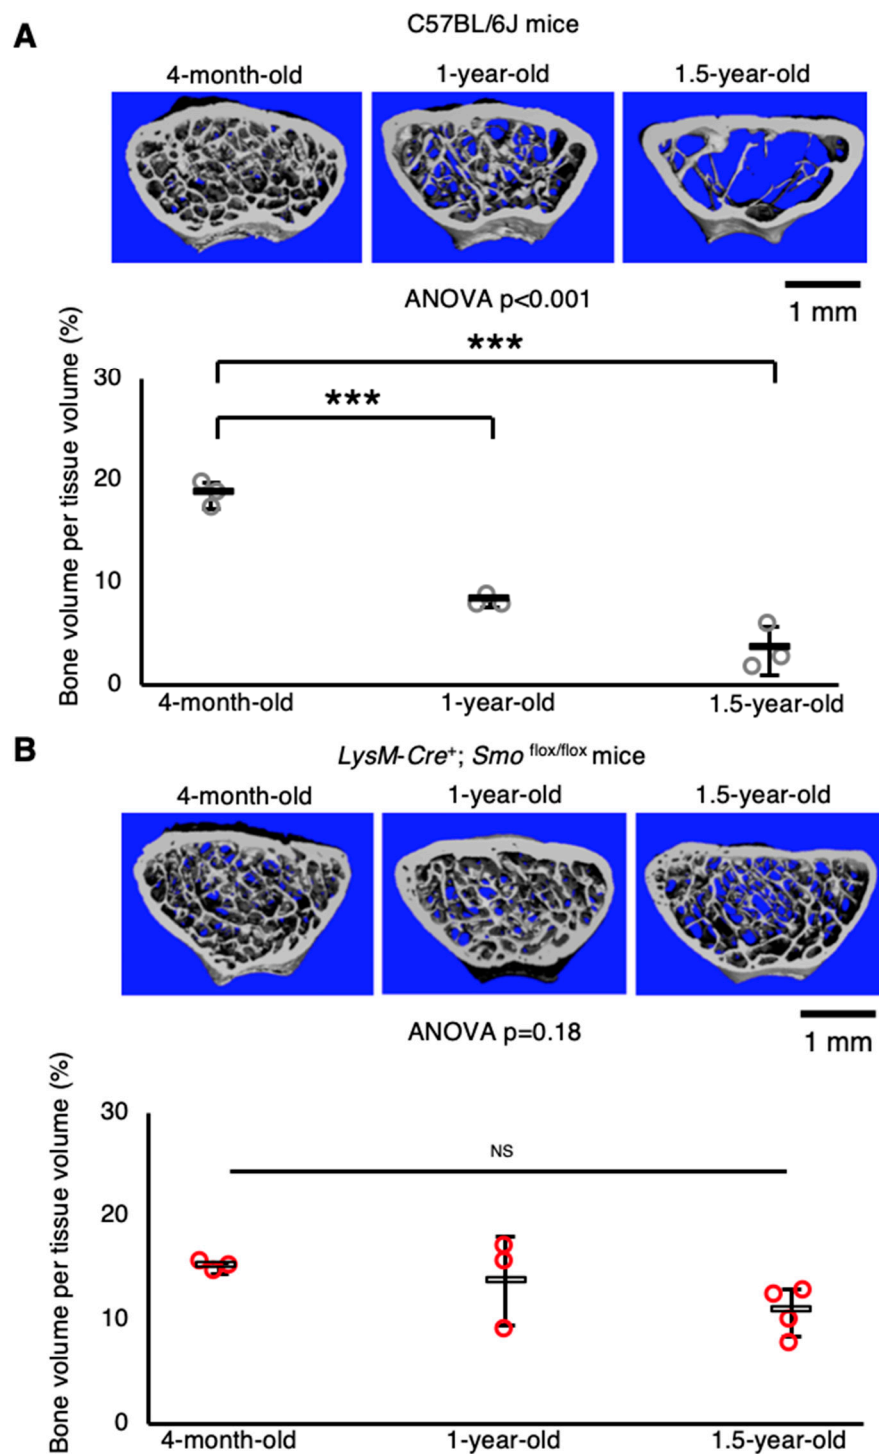 A
C57BL/6J mice
4-month-old 1-year-old 1.5-year-old
1 mm
ANOVA p<0.001
Bone volume per tissue volume (%)
***
***
30
20
10
0
4-month-old 1-year-old 1.5-year-old
B
LysM-Cre+; Smo flox/flox mice
4-month-old 1-year-old 1.5-year-old
1 mm
ANOVA p=0.18
Bone volume per tissue volume (%)
NS
30
20
10
0
4-month-old 1-year-old 1.5-year-old